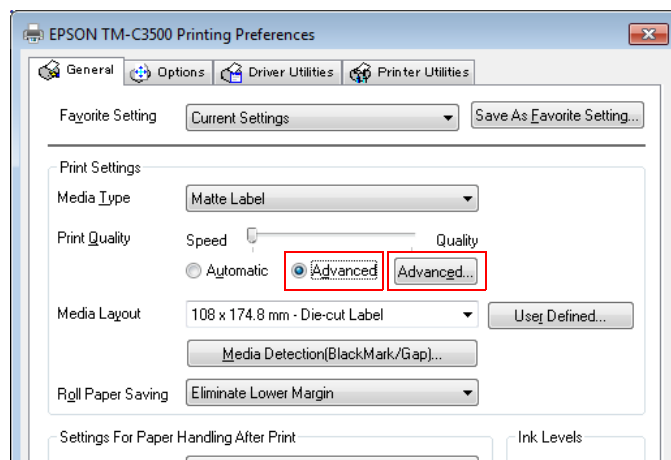 EPSON TM-C3500 Printing Preferences
General Options Driver Utilities Printer Utilities
Favorite Setting Current Settings Save As Favorite Setting...
Print Settings
Media Type Matte Label
Print Quality Speed Quality
Automatic Advanced Advanced...
Media Layout 108 x 174.8 mm - Die-cut Label User Defined...
Media Detection(BlackMark/Gap)...
Roll Paper Saving Eliminate Lower Margin
Settings For Paper Handling After Print Ink Levels